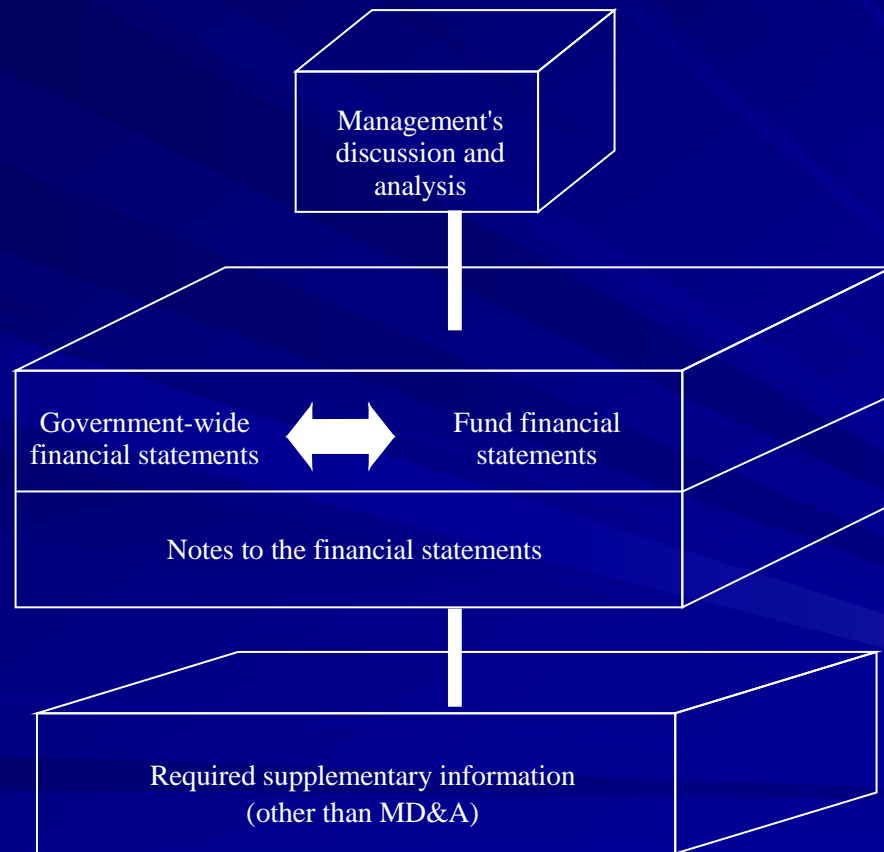 Management's
discussion and
analysis
Government-wide
financial statements
Fund financial
statements
Notes to the financial statements
Required supplementary information
(other than MD&A)